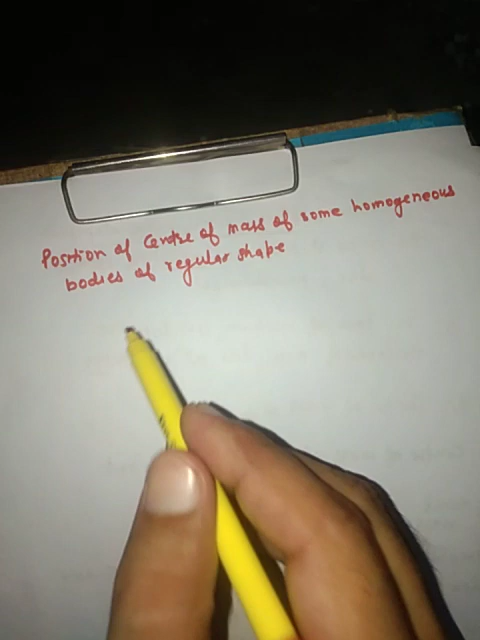 Position of Centre of mass of some homogeneous
bodies of regular shape